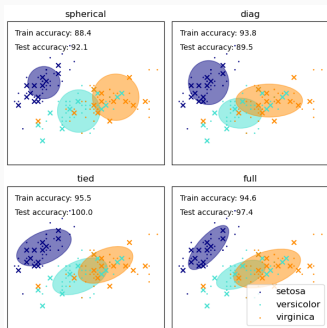 spherical
Train accuracy: 88.4
Test accuracy: 92.1
diag
Train accuracy: 93.8
Test accuracy: 89.5
tied
Train accuracy: 95.5
Test accuracy: 100.0
full
Train accuracy: 94.6
Test accuracy: 97.4
setosa
versicolor
virginica